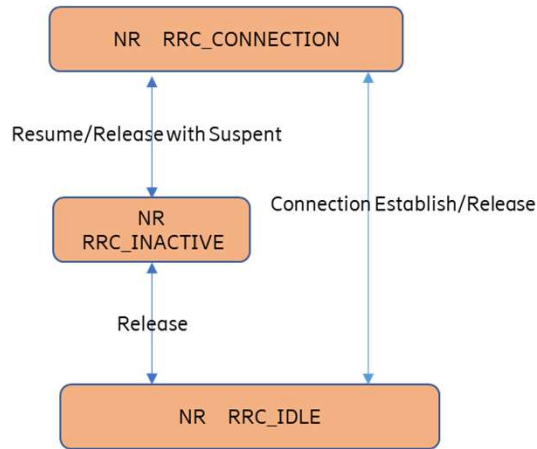 NR RRC_CONNECTION
Resume/Release with Suspent
Connection Establish/Release
NR
RRC_INACTIVE
Release
NR RRC_IDLE